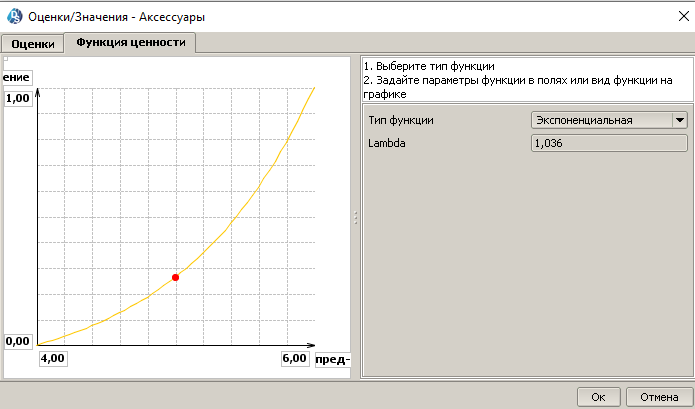 Оценки/Значения - Аксессуары
Оценки
Функция ценности
ение
1,00
0,00
4,00
6,00
пред-
1. Выберите тип функции
2. Задайте параметры функции в полях или вид функции на
графике
Тип функции
Экспоненциальная
Lambda
1,036
Ок
Отмена